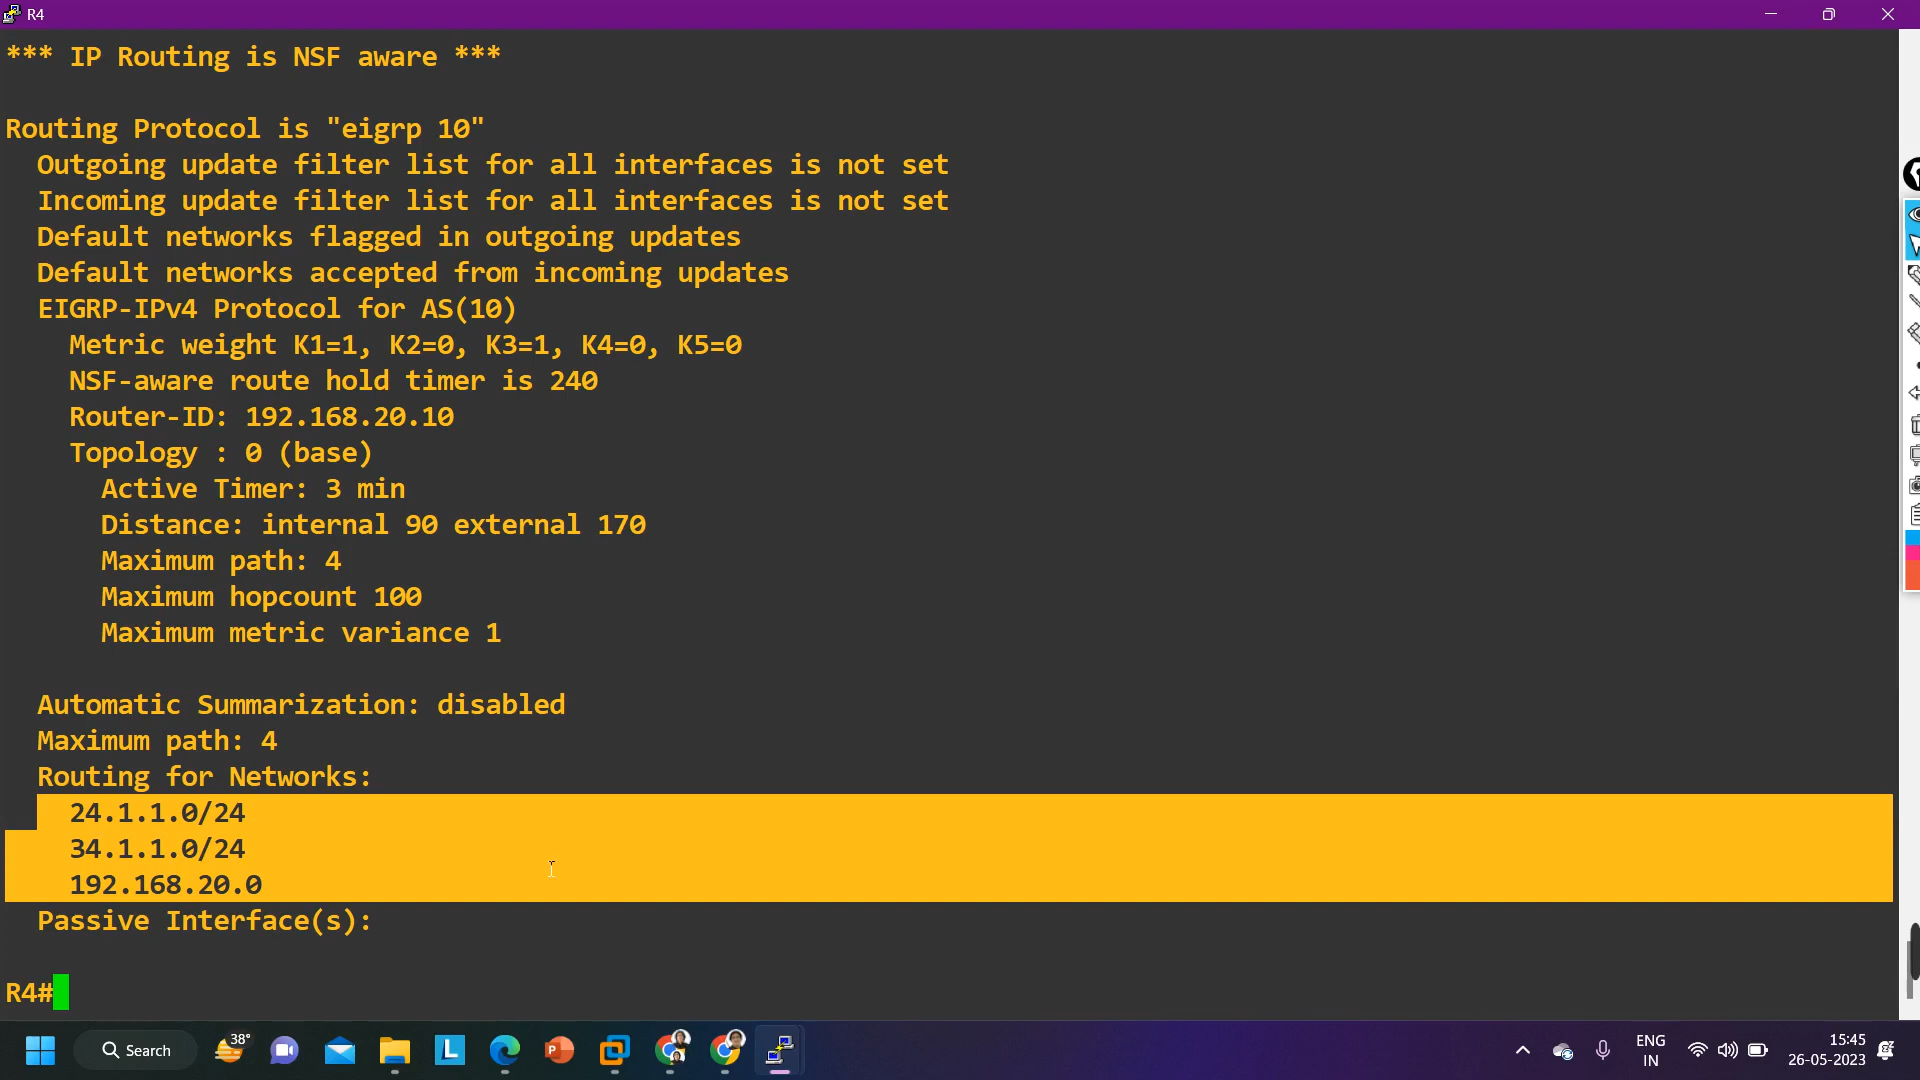 R4
*** IP Routing is NSF aware ***
Routing Protocol is "eigrp 10"
Outgoing update filter list for all interfaces is not set
Incoming update filter list for all interfaces is not set
Default networks flagged in outgoing updates
Default networks accepted from incoming updates
EIGRP-IPv4 Protocol for AS(10)
Metric weight K1=1, K2=0, K3=1, K4=0, K5=0
NSF-aware route hold timer is 240
Router-ID: 192.168.20.10
Topology : 0 (base)
Active Timer: 3 min
Distance: internal 90 external 170
Maximum path: 4
Maximum hopcount 100
Maximum metric variance 1
Automatic Summarization: disabled
Maximum path: 4
Routing for Networks:
24.1.1.0/24
34.1.1.0/24
192.168.20.0
Passive Interface(s):
R4#
Search
38°
L
P
ENG
IN
15:45
26-05-2023